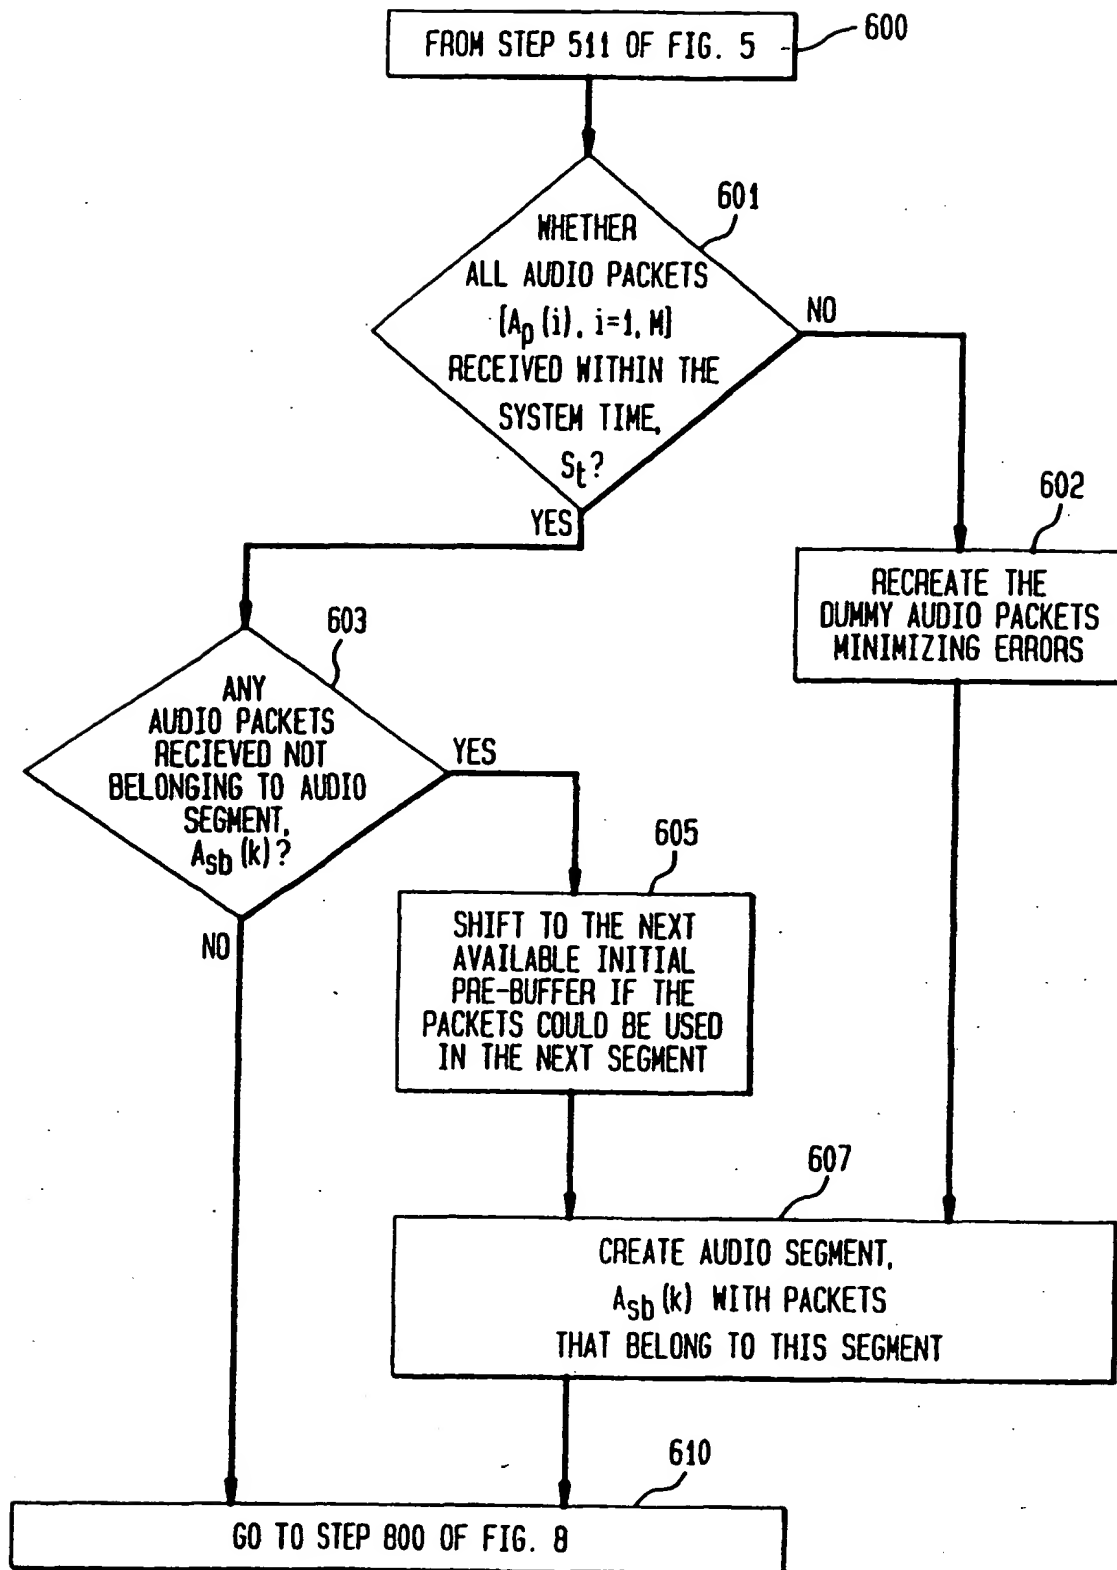 FROM STEP 511 OF FIG. 5
600
601
WHETHER
ALL AUDIO PACKETS
[Ap(i), i=1, M]
RECEIVED WITHIN THE
SYSTEM TIME,
St?
NO
YES
602
RECREATE THE
DUMMY AUDIO PACKETS
MINIMIZING ERRORS
603
ANY
AUDIO PACKETS
RECIEVED NOT
BELONGING TO AUDIO
SEGMENT,
Asb(k)?
YES
NO
605
SHIFT TO THE NEXT
AVAILABLE INITIAL
PRE-BUFFER IF THE
PACKETS COULD BE USED
IN THE NEXT SEGMENT
607
CREATE AUDIO SEGMENT,
Asb(k) WITH PACKETS
THAT BELONG TO THIS SEGMENT
610
GO TO STEP 800 OF FIG. 8